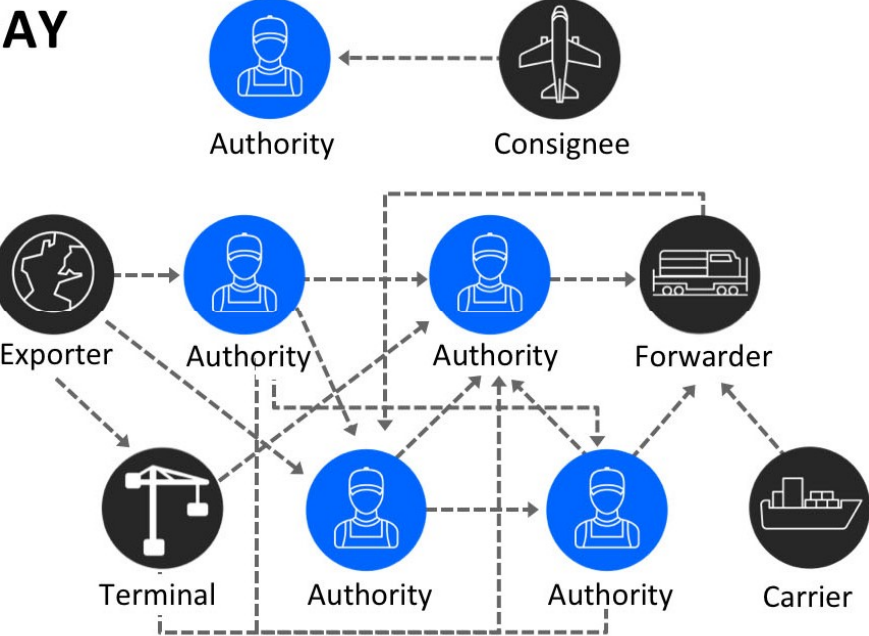 AY
Authority
Consignee
Exporter
Authority
Authority
Forwarder
Terminal
Authority
Authority
Carrier